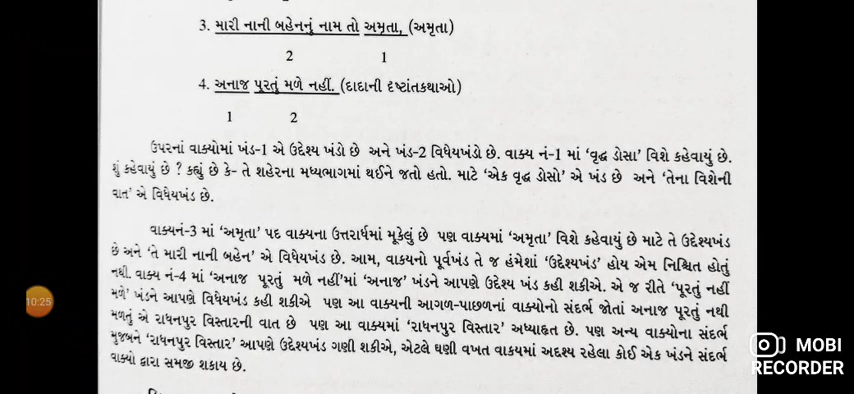 3. મારી નાની બહેનનું નામ તો અમૃતા, (અમૃતા)
2 1
4. અનાજ પૂરતું મળે નહીં. (દાદાની દૃષ્ટાંતકથાઓ)
1 2
ઉપરનાં વાક્યોમાં ખંડ-1 એ ઉદ્દેશ્ય ખંડો છે અને ખંડ-2 વિધેયખંડો છે. વાક્ય નં-1 માં ‘વૃદ્ધ ડોસા’ વિશે કહેવાયું છે.
શું કહેવાયું છે ? કહ્યું છે કે- તે શહેરના મધ્યભાગમાં થઈને જતો હતો. માટે ‘એક વૃદ્ધ ડોસો’ એ ખંડ છે અને ‘તેના વિશેની
વાત’ એ વિધેયખંડ છે.
વાક્યનં-3 માં ‘અમૃતા’ પદ વાક્યના ઉત્તરાર્ધમાં મૂકેલું છે પણ વાક્યમાં ‘અમૃતા’ વિશે કહેવાયું છે માટે તે ઉદ્દેશ્યખંડ
છે અને ‘તે મારી નાની બહેન’ એ વિધેયખંડ છે. આમ, વાકયનો પૂર્વખંડ તે જ હંમેશાં ‘ઉદ્દેશ્યખંડ’ હોય એમ નિશ્ચિત હોતું
નથી. વાક્ય નં-4 માં ‘અનાજ પૂરતું મળે નહીં’માં ‘અનાજ’ ખંડને આપણે ઉદ્દેશ્ય ખંડ કહી શકીએ. એ જ રીતે ‘પૂરતું નહીં
મળે’ ખંડને આપણે વિધેયખંડ કહી શકીએ પણ આ વાક્યની આગળ-પાછળનાં વાક્યોનો સંદર્ભ જોતાં અનાજ પૂરતું નથી
મળતું એ રાધનપુર વિસ્તારની વાત છે પણ આ વાક્યમાં ‘રાધનપુર વિસ્તાર’ અધ્યાહૃત છે. પણ અન્ય વાક્યોના સંદર્ભ
મુજબને ‘રાધનપુર વિસ્તાર’ આપણે ઉદ્દેશખંડ ગણી શકીએ, એટલે ઘણી વખત વાકયમાં અદૃશ્ય રહેલા કોઈ એક ખંડને સંદર્ભ
વાક્યો દ્વારા સમજી શકાય છે.
10:25
MOBI
RECORDER